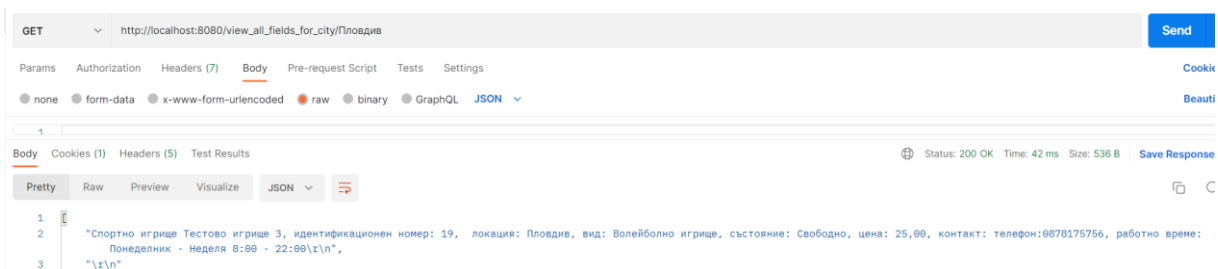 GET http://localhost:8080/view_all_fields_for_city/Пловдив Send
Params Authorization Headers (7) Body Pre-request Script Tests Settings Cookie
none form-data x-www-form-urlencoded raw binary GraphQL JSON Beauti
1
Body Cookies (1) Headers (5) Test Results Status: 200 OK Time: 42 ms Size: 536 B Save Response
Pretty Raw Preview Visualize JSON
1 [
2 "Спортно игрище Тестово игрище 3, идентификационен номер: 19, локация: Пловдив, вид: Волейболно игрище, състояние: Свободно, цена: 25,00, контакт: телефон:0878175756, работно време:
Понеделник - Неделя 8:00 - 22:00\r\n",
3 "\r\n"